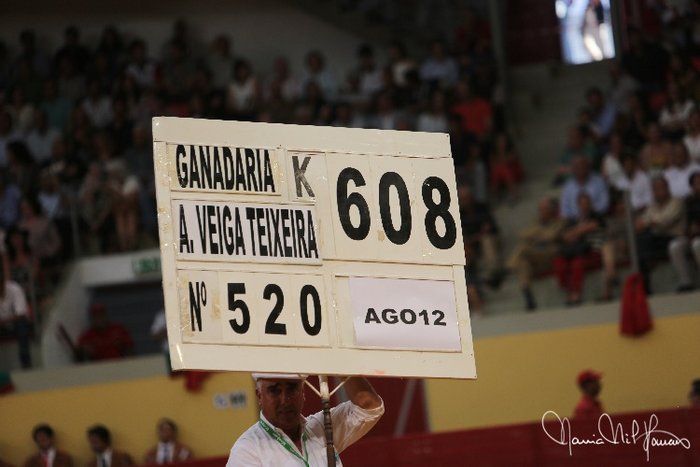 GANADARIA K 608
A. VEIGA TEIXEIRA
Nº 520 AGO12